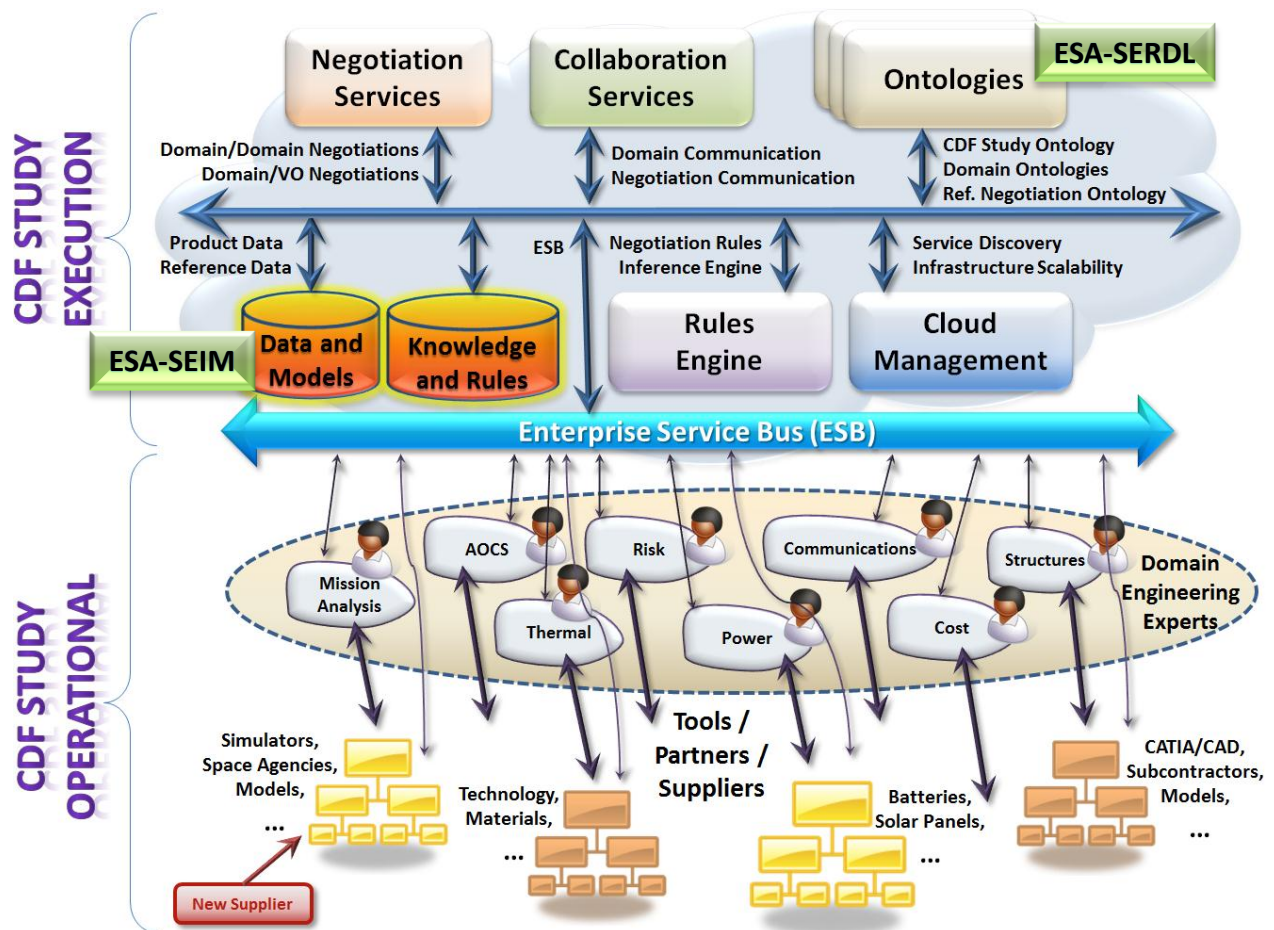 CDF STUDY
EXECUTION
Negotiation
Services
Collaboration
Services
Ontologies
ESA-SERDL
Domain/Domain Negotiations
Domain/VO Negotiations
Domain Communication
Negotiation Communication
CDF Study Ontology
Domain Ontologies
Ref. Negotiation Ontology
Product Data
Reference Data
ESB
Negotiation Rules
Inference Engine
Service Discovery
Infrastructure Scalability
ESA-SEIM
Data and
Models
Knowledge
and Rules
Rules
Engine
Cloud
Management
Enterprise Service Bus (ESB)
CDF STUDY
OPERATIONAL
Mission
Analysis
AOCS
Thermal
Risk
Power
Communications
Cost
Structures
Domain
Engineering
Experts
Simulators,
Space Agencies,
Models,
...
Technology,
Materials,
...
Tools /
Partners /
Suppliers
Batteries,
Solar Panels,
...
CATIA/CAD,
Subcontractors,
Models,
...
New Supplier